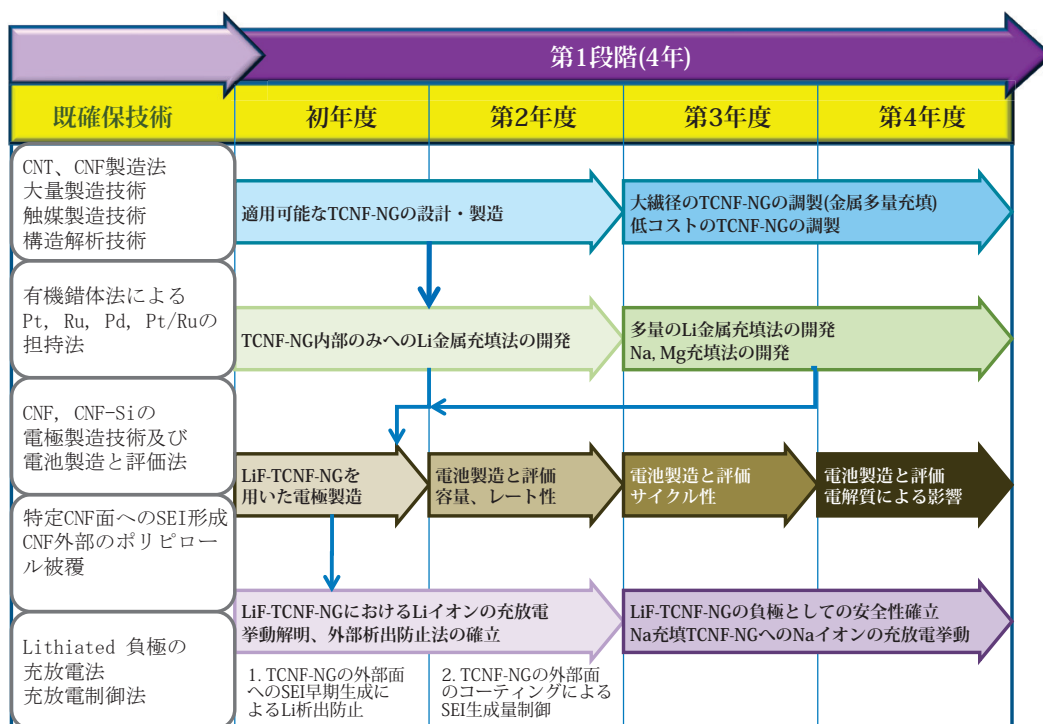 第1段階(4年)
既確保技術
初年度
第2年度
第3年度
第4年度
CNT、CNF製造法
大量製造技術
触媒製造技術
構造解析技術
適用可能なTCNF-NGの設計・製造
大繊径のTCNF-NGの調製(金属多量充填)
低コストのTCNF-NGの調製
有機錯体法による
Pt, Ru, Pd, Pt/Ruの
担持法
TCNF-NG内部のみへのLi金属充填法の開発
多量のLi金属充填法の開発
Na, Mg充填法の開発
CNF, CNF-Siの
電極製造技術及び
電池製造と評価法
LiF-TCNF-NGを
用いた電極製造
電池製造と評価
容量、レート性
電池製造と評価
サイクル性
電池製造と評価
電解質による影響
特定CNF面へのSEI形成
CNF外部のポリピロー
ル被覆
LiF-TCNF-NGにおけるLiイオンの充放電
挙動解明、外部析出防止法の確立
LiF-TCNF-NGの負極としての安全性確立
Na充填TCNF-NGへのNaイオンの充放電挙動
Lithiated 負極の
充放電法
充放電制御法
1. TCNF-NGの外部面
へのSEI早期生成に
よるLi析出防止
2. TCNF-NGの外部面
のコーティングによる
SEI生成量制御